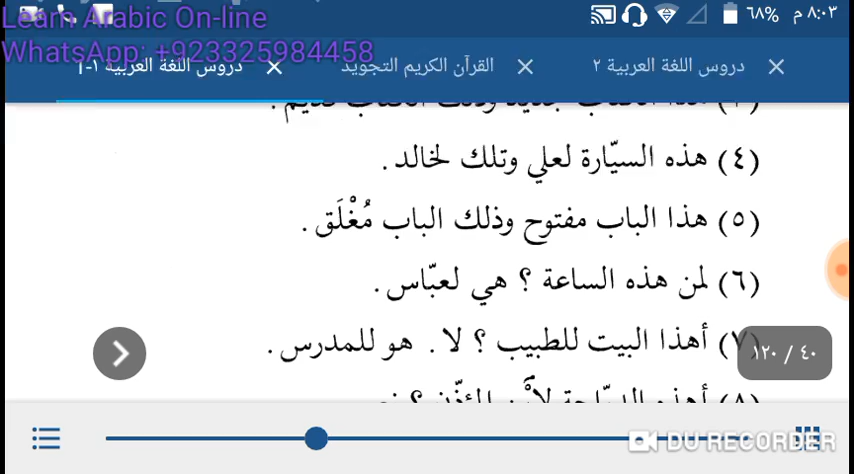 Learn Arabic On-line
٦٨% ٨:٠٣ م
WhatsApp: +923325984458
دروس اللغة العربية ٢
القرآن الكريم التجويد
دروس اللغة العربية ١-١
(٤) هذه السيّارة لعلي وتلك لخالد .
(٥) هذا الباب مفتوح وذلك الباب مُغْلَق .
(٦) لمن هذه الساعة ؟ هي لعبّاس .
(٧) أهذا البيت للطبيب ؟ لا . هو للمدرس .
١٢٠ / ٤٠
DU RECORDER